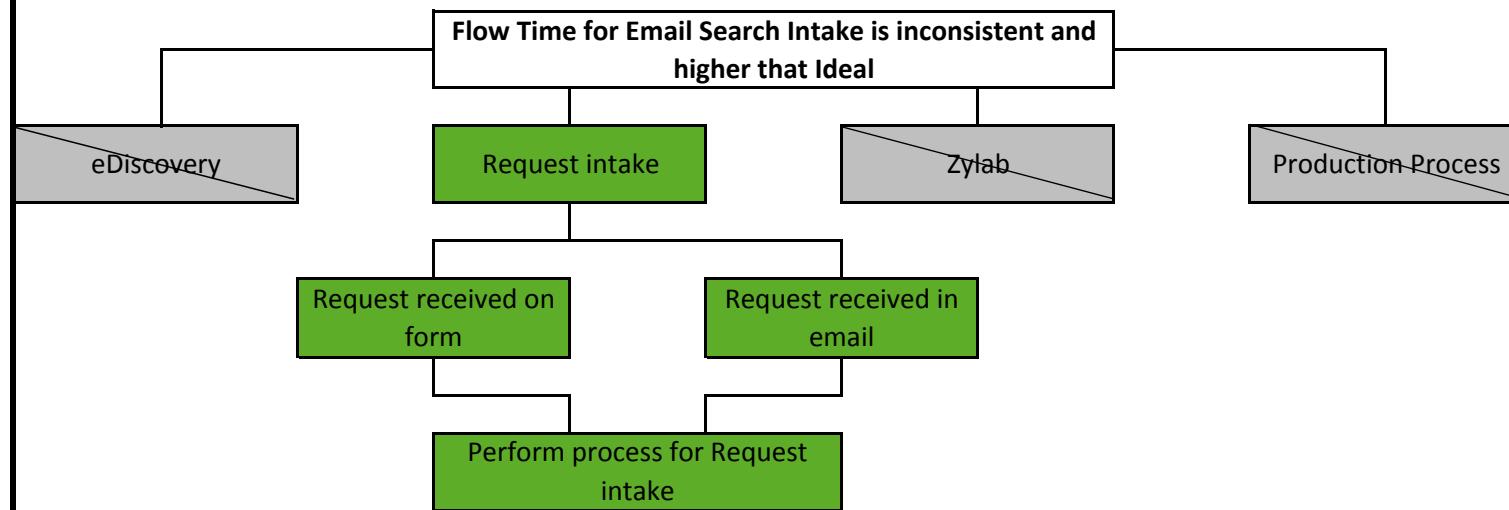 Flow Time for Email Search Intake is inconsistent and
higher that Ideal
eDiscovery
Request intake
Zylab
Production Process
Request received on
form
Request received in
email
Perform process for Request
intake